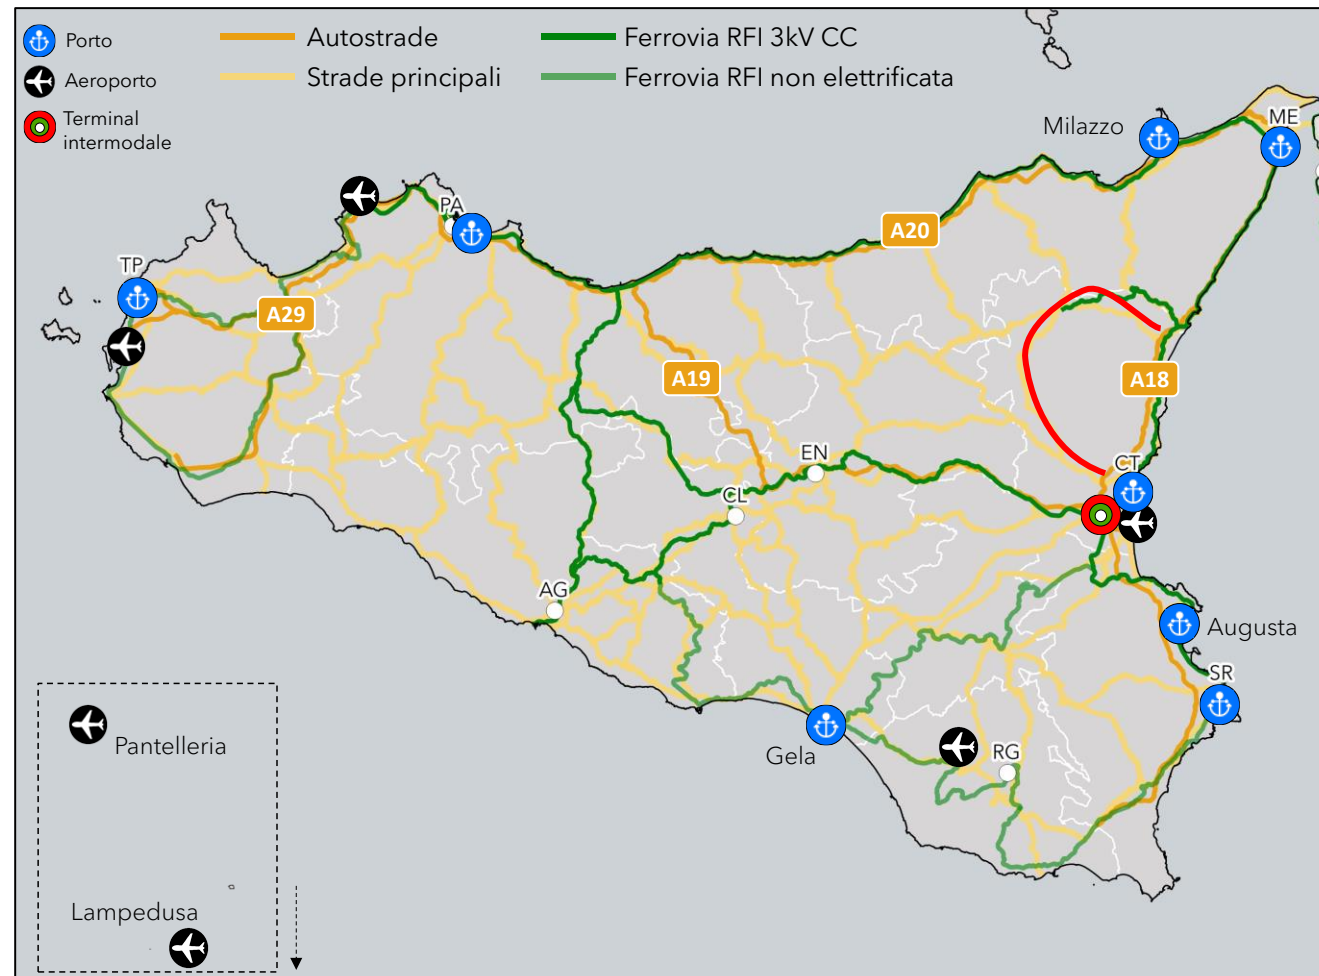 Porto
Autostrade
Ferrovia RFI 3kV CC
Aeroporto
Strade principali
Ferrovia RFI non elettrificata
Terminal
intermodale
Milazzo
ME
PA
A20
TP
A29
A19
A18
EN
CT
CL
AG
Augusta
SR
Gela
RG
Pantelleria
Lampedusa